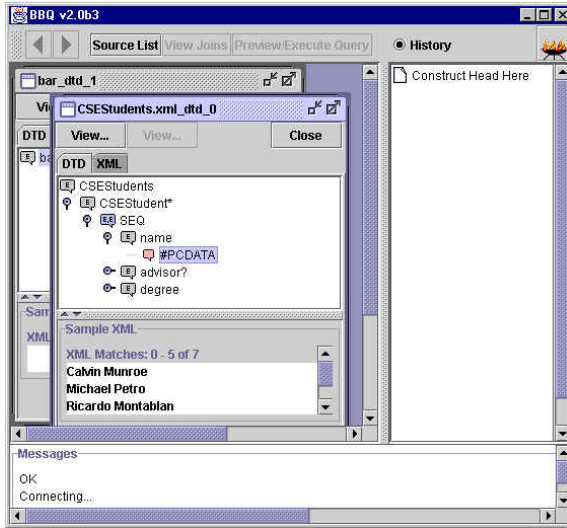 BBQ v2.0b3
Source List View Joins Preview/Execute Query History
bar_dtd_1
Construct Head Here
Vi
CSEStudents.xml_dtd_0
View... View... Close
DTD
DTD XML
ba
E CSEStudents
E CSEStudent*
E,E SEQ
E name
#PCDATA
E advisor?
E degree
Sam
Sample XML
XML
XML Matches: 0 - 5 of 7
Calvin Munroe
Michael Petro
Ricardo Montablan
Messages
OK
Connecting...